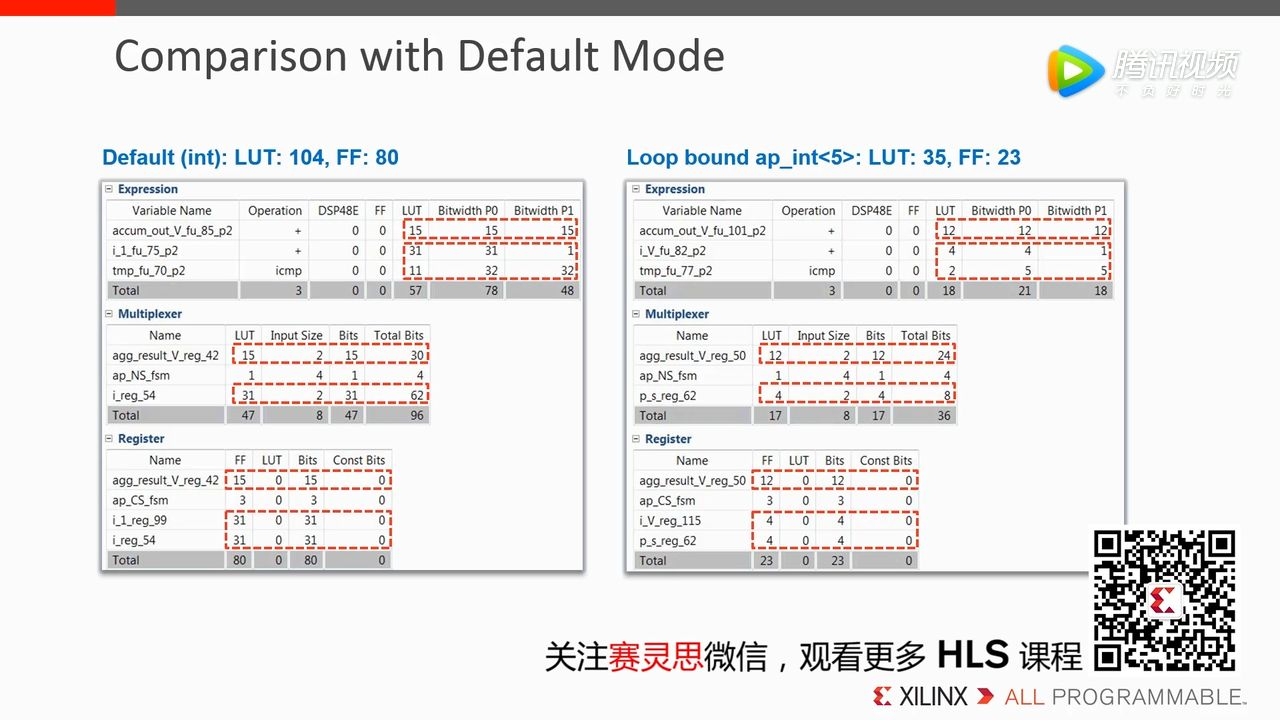 Comparison with Default Mode
腾讯视频
不负好时光
Default (int): LUT: 104, FF: 80
Expression
Variable Name Operation DSP48E FF LUT Bitwidth P0 Bitwidth P1
accum_out_V_fu_85_p2 + 0 0 15 15 15
i_1_fu_75_p2 + 0 0 31 31 1
tmp_fu_70_p2 icmp 0 0 11 32 32
Total 3 0 0 57 78 48
Multiplexer
Name LUT Input Size Bits Total Bits
agg_result_V_reg_42 15 2 15 30
ap_NS_fsm 1 4 1 4
i_reg_54 31 2 31 62
Total 47 8 47 96
Register
Name FF LUT Bits Const Bits
agg_result_V_reg_42 15 0 15 0
ap_CS_fsm 3 0 3 0
i_1_reg_99 31 0 31 0
i_reg_54 31 0 31 0
Total 80 0 80 0
Loop bound ap_int<5>: LUT: 35, FF: 23
Expression
Variable Name Operation DSP48E FF LUT Bitwidth P0 Bitwidth P1
accum_out_V_fu_101_p2 + 0 0 12 12 12
i_V_fu_82_p2 + 0 0 4 4 1
tmp_fu_77_p2 icmp 0 0 2 5 5
Total 3 0 0 18 21 18
Multiplexer
Name LUT Input Size Bits Total Bits
agg_result_V_reg_50 12 2 12 24
ap_NS_fsm 1 4 1 4
p_s_reg_62 4 2 4 8
Total 17 8 17 36
Register
Name FF LUT Bits Const Bits
agg_result_V_reg_50 12 0 12 0
ap_CS_fsm 3 0 3 0
i_V_reg_115 4 0 4 0
p_s_reg_62 4 0 4 0
Total 23 0 23 0
关注赛灵思微信，观看更多 HLS 课程
XILINX ALL PROGRAMMABLE™